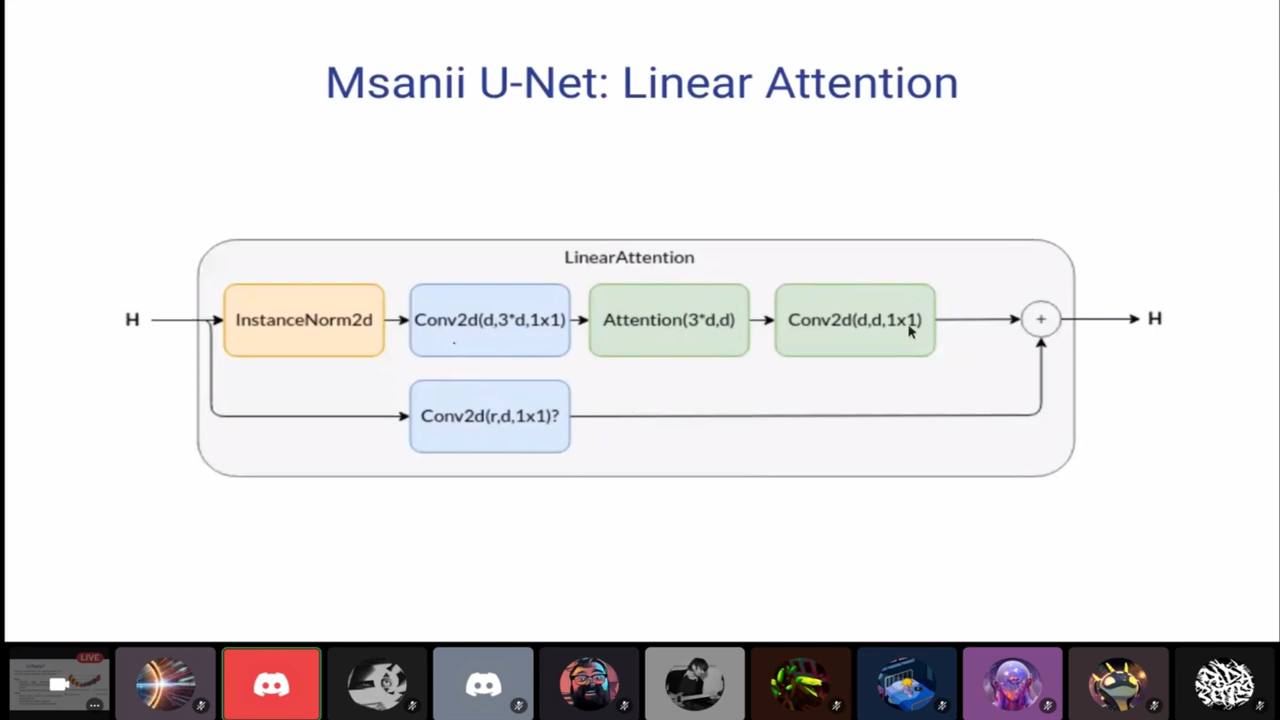 Msanii U-Net: Linear Attention
LinearAttention
H
InstanceNorm2d
Conv2d(d,3*d,1x1)
Attention(3*d,d)
Conv2d(d,d,1x1)
+
H
Conv2d(r,d,1x1)?
LIVE